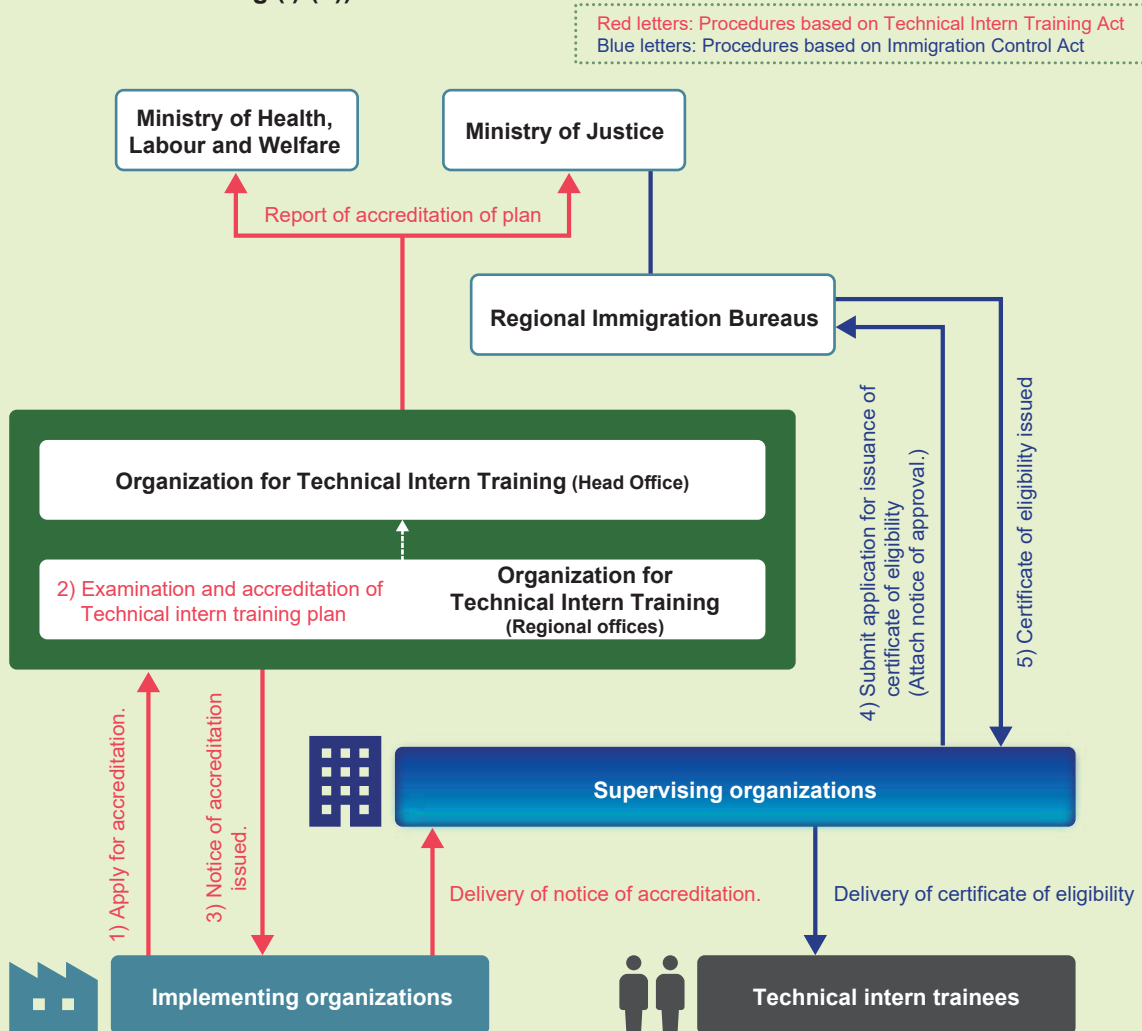 Red letters: Procedures based on Technical Intern Training Act
Blue letters: Procedures based on Immigration Control Act
Ministry of Health,
Labour and Welfare
Ministry of Justice
Report of accreditation of plan
Regional Immigration Bureaus
Organization for Technical Intern Training (Head Office)
2) Examination and accreditation of
Technical intern training plan
Organization for
Technical Intern Training
(Regional offices)
4) Submit application for issuance of
certificate of eligibility
(Attach notice of approval.)
5) Certificate of eligibility issued
1) Apply for accreditation.
3) Notice of accreditation
issued.
Supervising organizations
Delivery of notice of accreditation.
Delivery of certificate of eligibility
Implementing organizations
Technical intern trainees